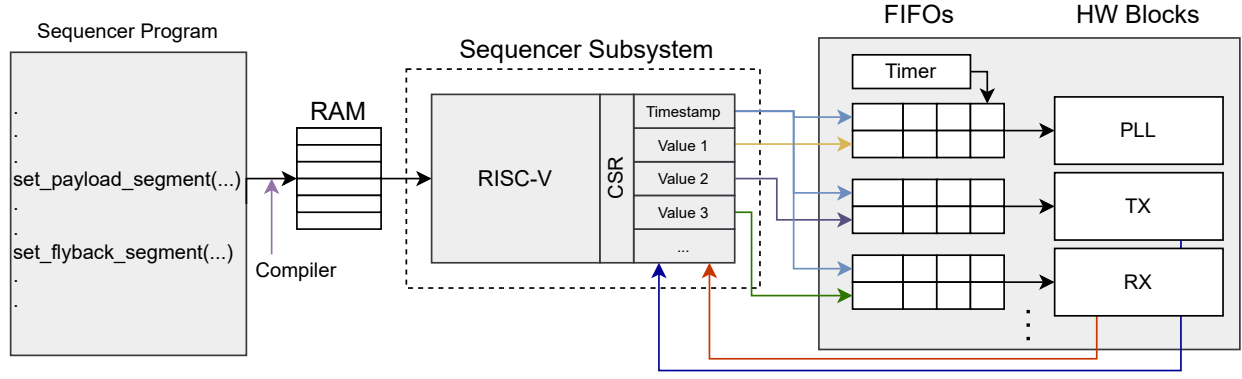 Sequencer Program
.
.
.
set_payload_segment(...)
.
.
set_flyback_segment(...)
.
.
Compiler
RAM
Sequencer Subsystem
RISC-V
CSR
Timestamp
Value 1
Value 2
Value 3
...
FIFOs
HW Blocks
Timer
PLL
TX
RX
⋮